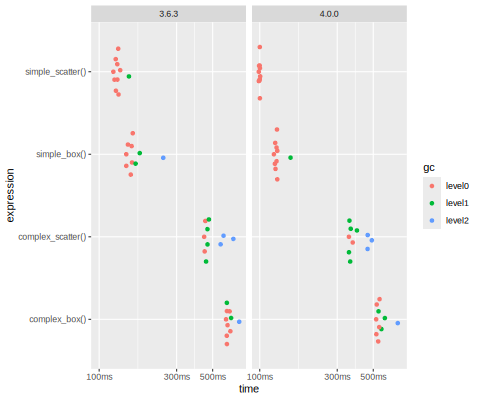 3.6.3
4.0.0
expression
simple_scatter()
simple_box()
complex_scatter()
complex_box()
gc
level0
level1
level2
100ms
300ms
500ms
100ms
300ms
500ms
time